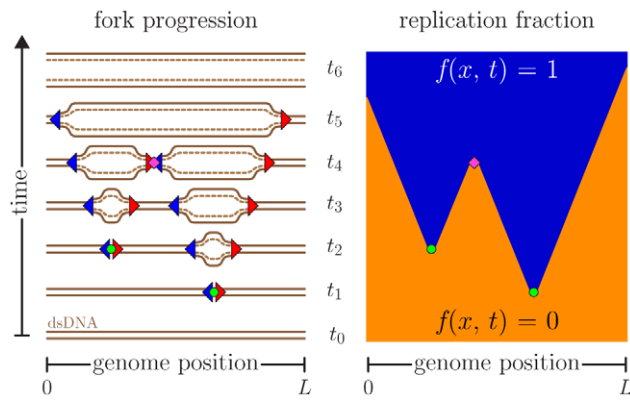 fork progression
replication fraction
time
t₆
t₅
t₄
t₃
t₂
t₁
t₀
dsDNA
genome position
0
L
f(x, t) = 1
f(x, t) = 0
genome position
0
L